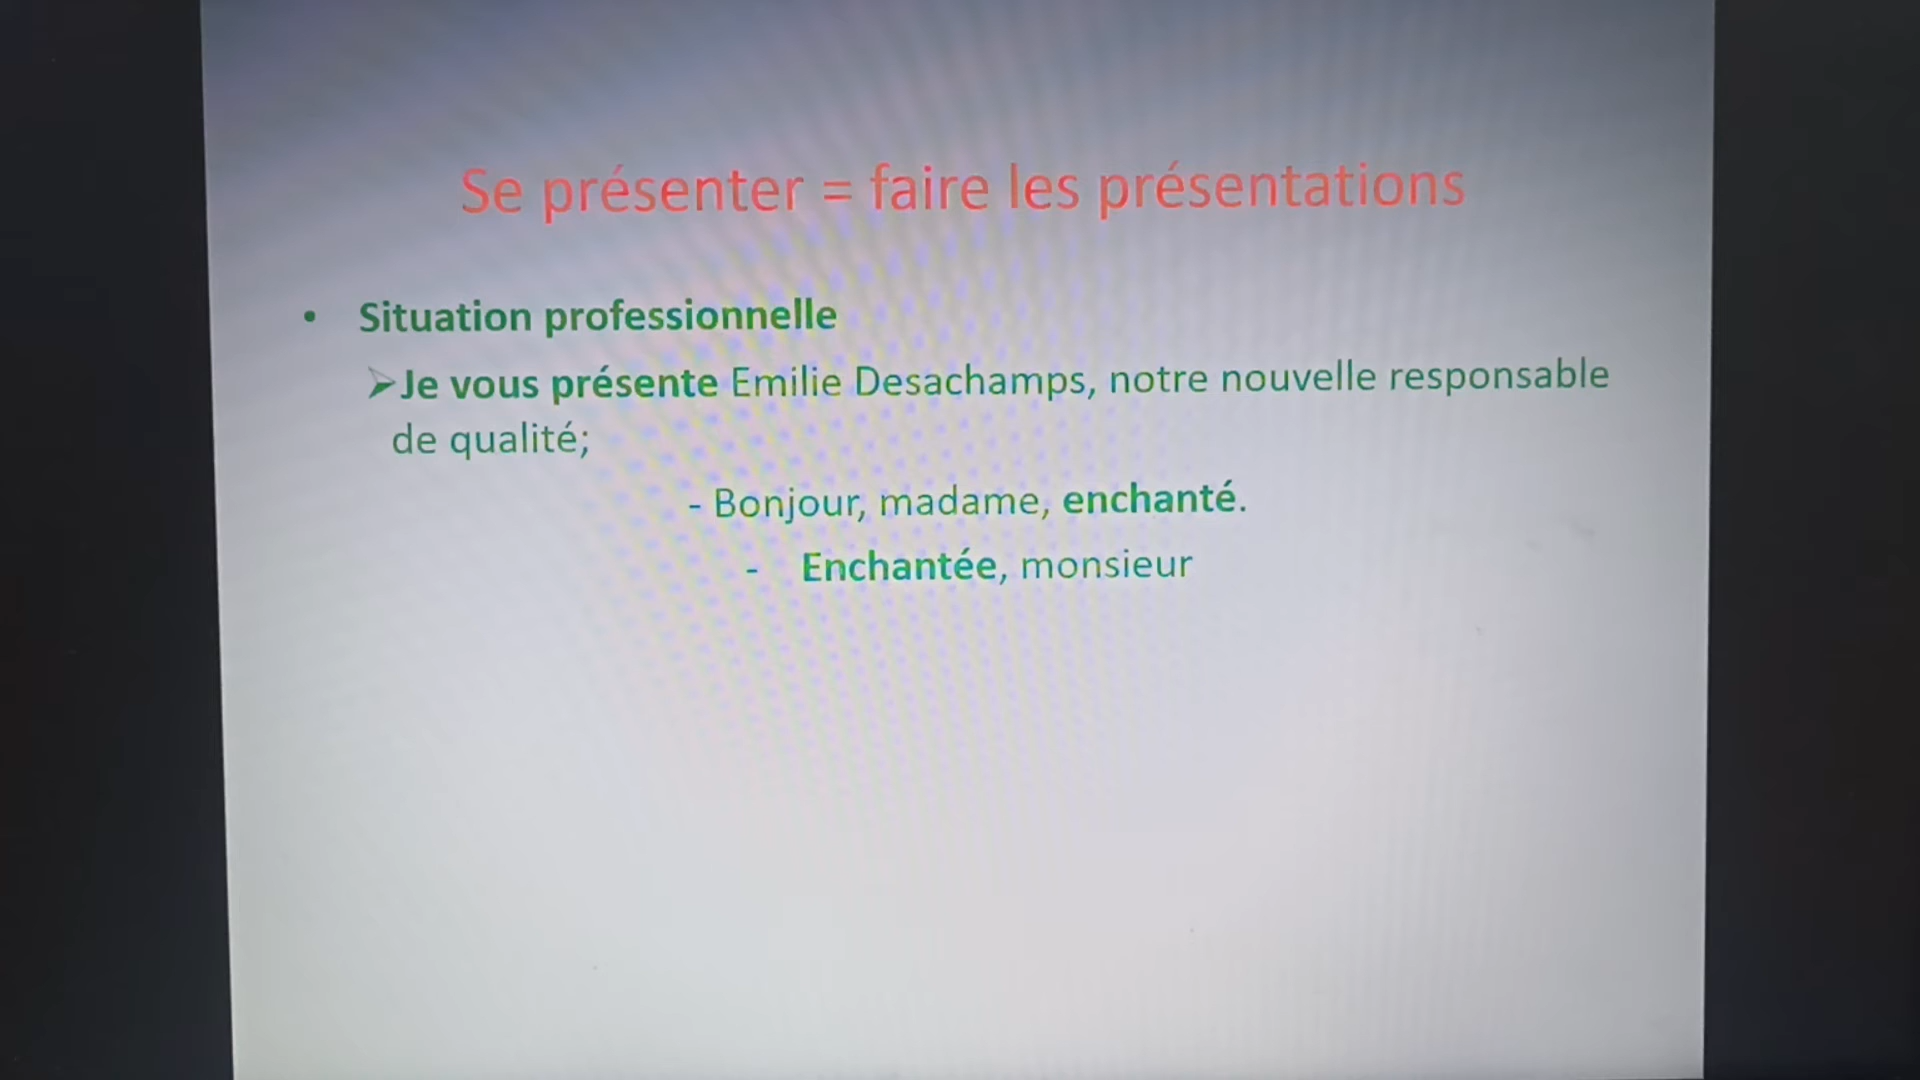 Se présenter = faire les présentations
• Situation professionnelle
➢Je vous présente Emilie Desachamps, notre nouvelle responsable
de qualité;
- Bonjour, madame, enchanté.
- Enchantée, monsieur